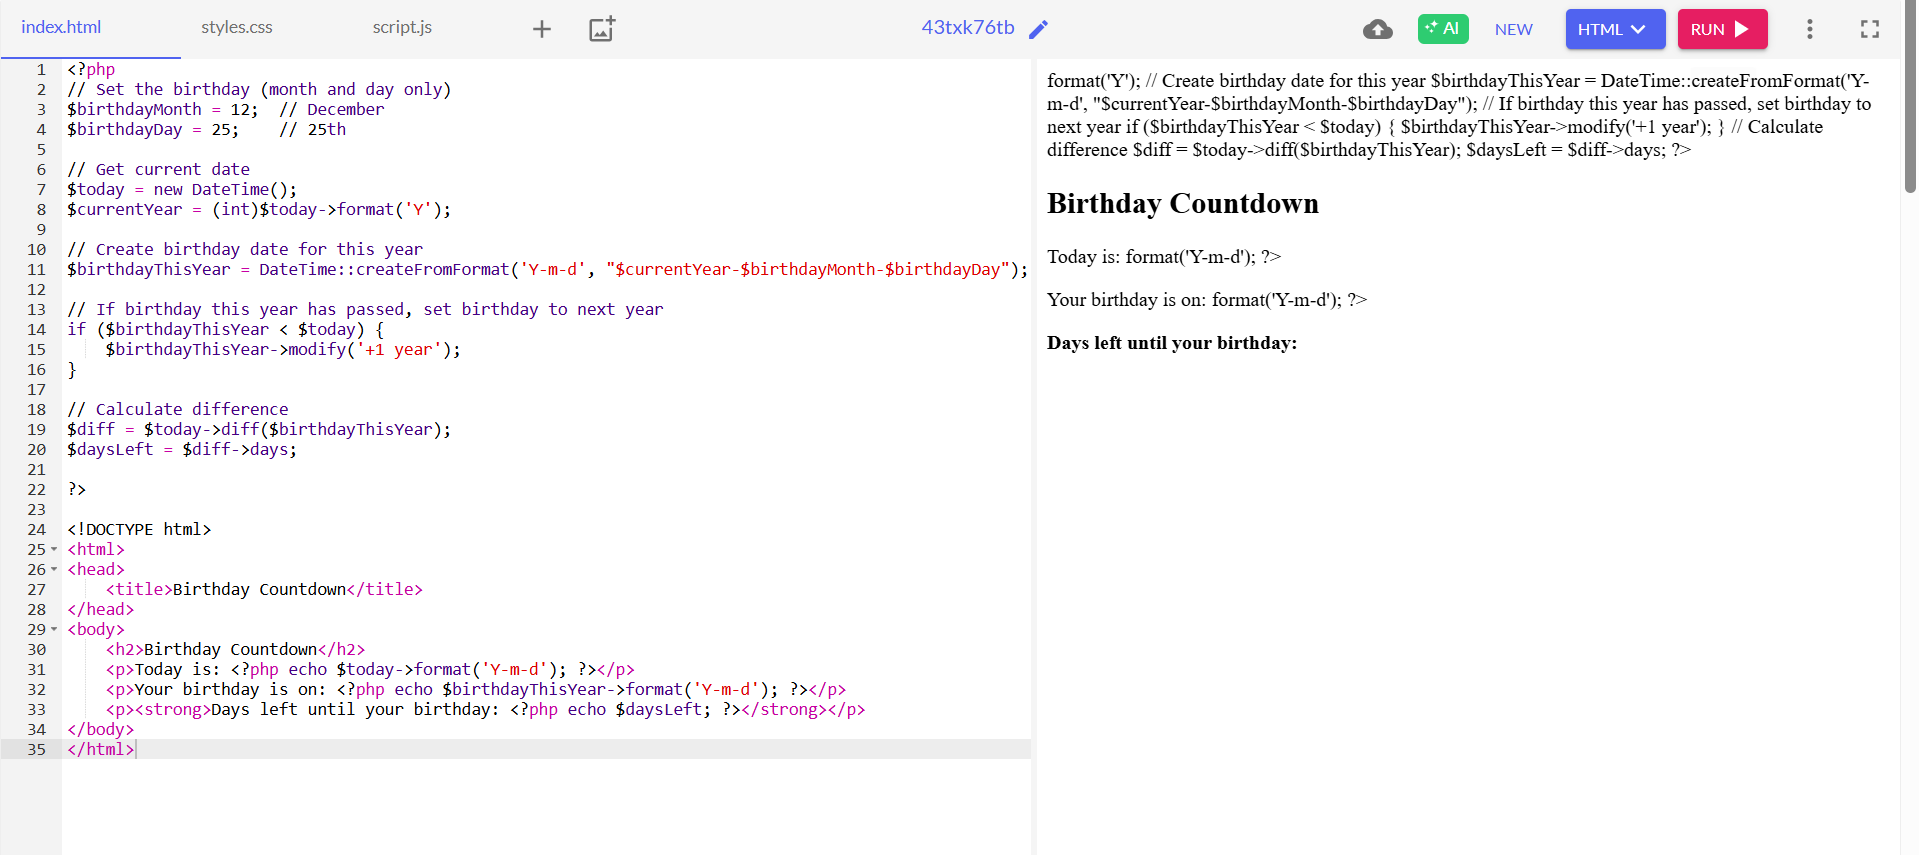 index.html styles.css script.js 43txk76tb AI NEW HTML RUN
1 <?php
2 // Set the birthday (month and day only)
3 $birthdayMonth = 12;  // December
4 $birthdayDay = 25;    // 25th
5
6 // Get current date
7 $today = new DateTime();
8 $currentYear = (int)$today->format('Y');
9
10 // Create birthday date for this year
11 $birthdayThisYear = DateTime::createFromFormat('Y-m-d', "$currentYear-$birthdayMonth-$birthdayDay");
12
13 // If birthday this year has passed, set birthday to next year
14 if ($birthdayThisYear < $today) {
15     $birthdayThisYear->modify('+1 year');
16 }
17
18 // Calculate difference
19 $diff = $today->diff($birthdayThisYear);
20 $daysLeft = $diff->days;
21
22 ?>
23
24 <!DOCTYPE html>
25 <html>
26 <head>
27     <title>Birthday Countdown</title>
28 </head>
29 <body>
30     <h2>Birthday Countdown</h2>
31     <p>Today is: <?php echo $today->format('Y-m-d'); ?></p>
32     <p>Your birthday is on: <?php echo $birthdayThisYear->format('Y-m-d'); ?></p>
33     <p><strong>Days left until your birthday: <?php echo $daysLeft; ?></strong></p>
34 </body>
35 </html>
format('Y'); // Create birthday date for this year $birthdayThisYear = DateTime::createFromFormat('Y-
m-d', "$currentYear-$birthdayMonth-$birthdayDay"); // If birthday this year has passed, set birthday to
next year if ($birthdayThisYear < $today) { $birthdayThisYear->modify('+1 year'); } // Calculate
difference $diff = $today->diff($birthdayThisYear); $daysLeft = $diff->days; ?>
Birthday Countdown
Today is: format('Y-m-d'); ?>
Your birthday is on: format('Y-m-d'); ?>
Days left until your birthday: